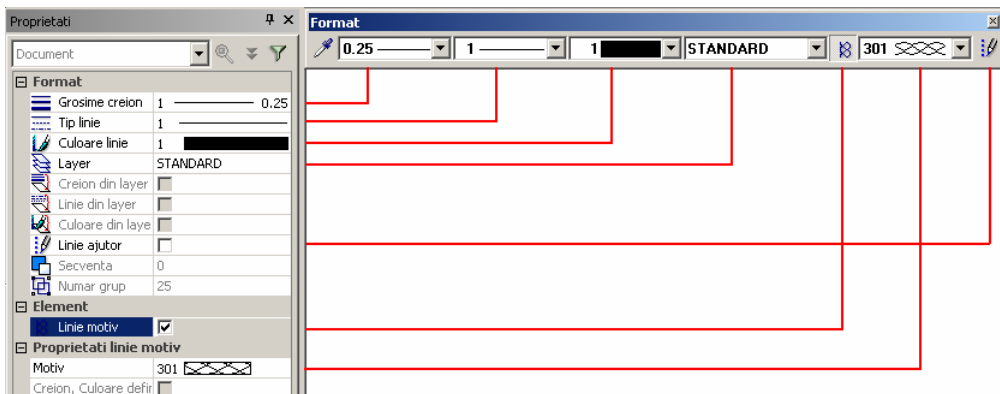 Proprietati
Document
Format
Grosime creion 1 0.25
Tip linie 1
Culoare linie 1
Layer STANDARD
Creion din layer
Linie din layer
Culoare din laye
Linie ajutor
Secventa 0
Numar grup 25
Element
Linie motiv
Proprietati linie motiv
Motiv 301
Creion, Culoare defir
Format
0.25 1 1 STANDARD 301